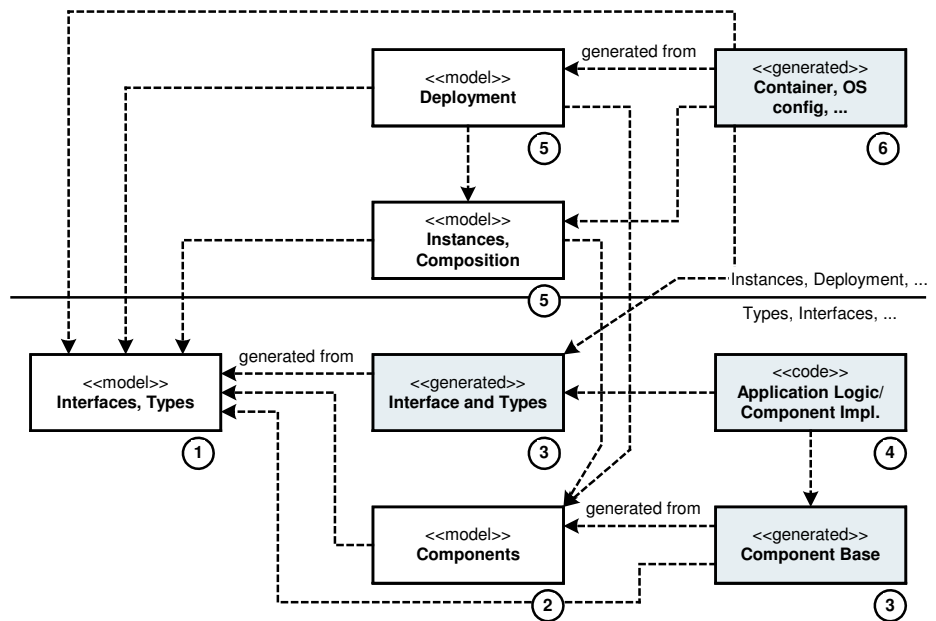 generated from
<<model>>
Deployment
5
<<generated>>
Container, OS
config, ...
6
<<model>>
Instances,
Composition
5
Instances, Deployment, ...
Types, Interfaces, ...
<<model>>
Interfaces, Types
1
generated from
<<generated>>
Interface and Types
3
<<code>>
Application Logic/
Component Impl.
4
<<model>>
Components
2
generated from
<<generated>>
Component Base
3